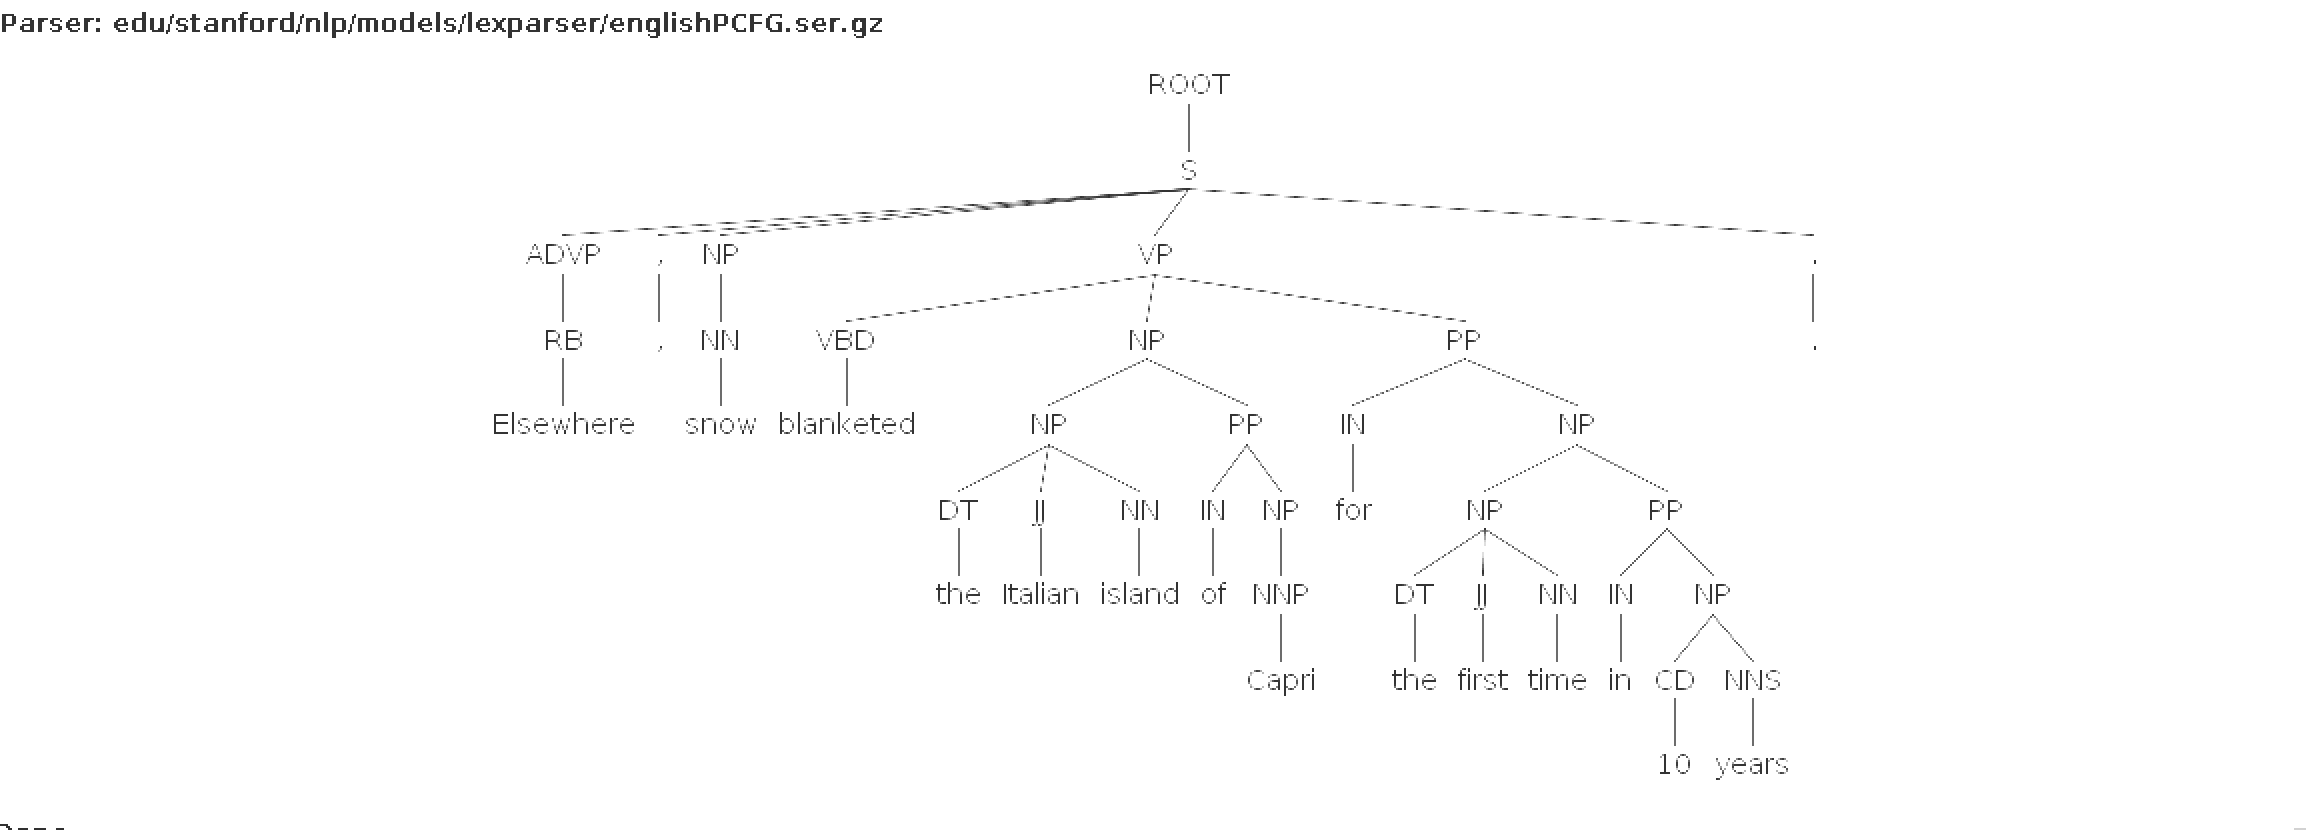 Parser: edu/stanford/nlp/models/lexparser/englishPCFG.ser.gz
ROOT
S
ADVP , NP VP .
RB , NN VBD NP PP .
Elsewhere snow blanketed NP PP IN NP
DT JJ NN IN NP for NP PP
the Italian island of NNP DT JJ NN IN NP
Capri the first time in CD NNS
10 years